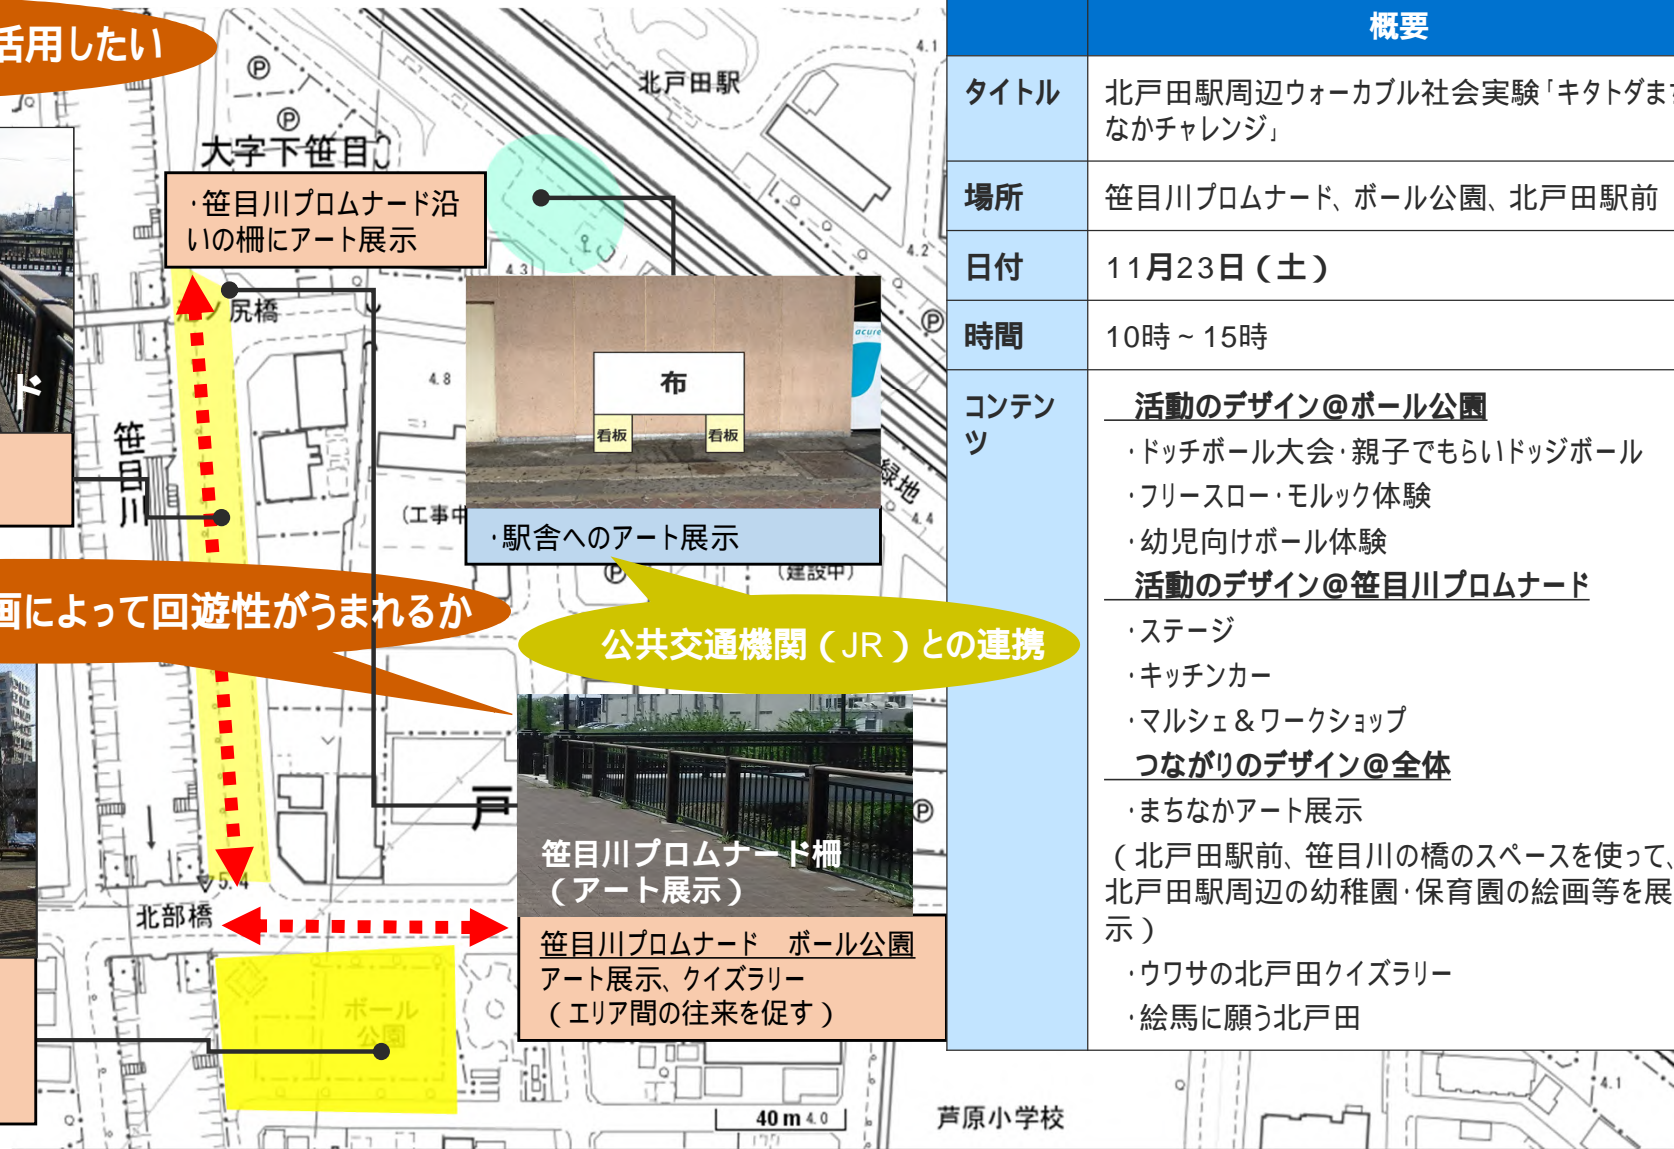 活用したい
北戸田駅
4.1
大字下笹目
・笹目川プロムナード沿
いの柵にアート展示
4.2
4.3
尻橋
acure
布
看板
看板
4.8
ド
笹目川
(工事中
緑地
4.4
・駅舎へのアート展示
(建設中)
画によって回遊性がうまれるか
公共交通機関（JR）との連携
戸
笹目川プロムナード柵
（アート展示）
5.4
北部橋
笹目川プロムナード　ボール公園
アート展示、クイズラリー
（エリア間の往来を促す）
ボール
公園
40 m
4.0
芦原小学校
4.1
概要
タイトル
北戸田駅周辺ウォーカブル社会実験「キタトダまち
なかチャレンジ」
場所
笹目川プロムナード、ボール公園、北戸田駅前
日付
11月23日（土）
時間
10時～15時
コンテン
ツ
活動のデザイン@ボール公園
・ドッチボール大会・親子でもらいドッジボール
・フリースロー・モルック体験
・幼児向けボール体験
活動のデザイン@笹目川プロムナード
・ステージ
・キッチンカー
・マルシェ＆ワークショップ
つながりのデザイン@全体
・まちなかアート展示
（北戸田駅前、笹目川の橋のスペースを使って、
北戸田駅周辺の幼稚園・保育園の絵画等を展
示）
・ウワサの北戸田クイズラリー
・絵馬に願う北戸田